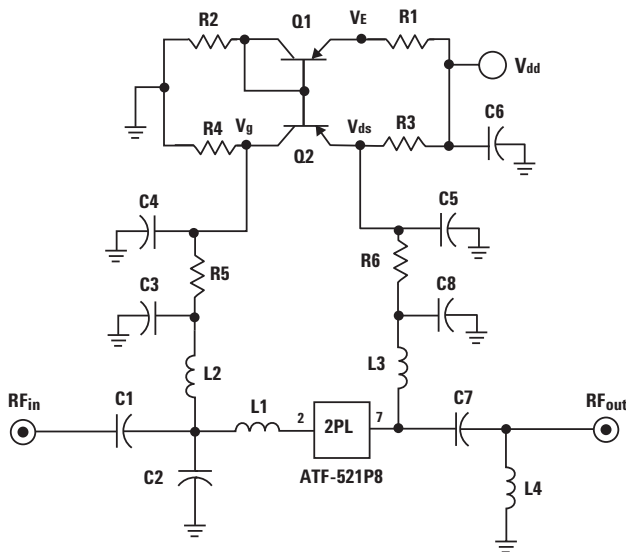 R2
Q1
VE
R1
Vdd
R4
Vg
Q2
Vds
R3
C6
C4
C5
R5
R6
C3
C8
L2
L3
RFin
C1
L1
2
2PL
7
C7
RFout
C2
ATF-521P8
L4